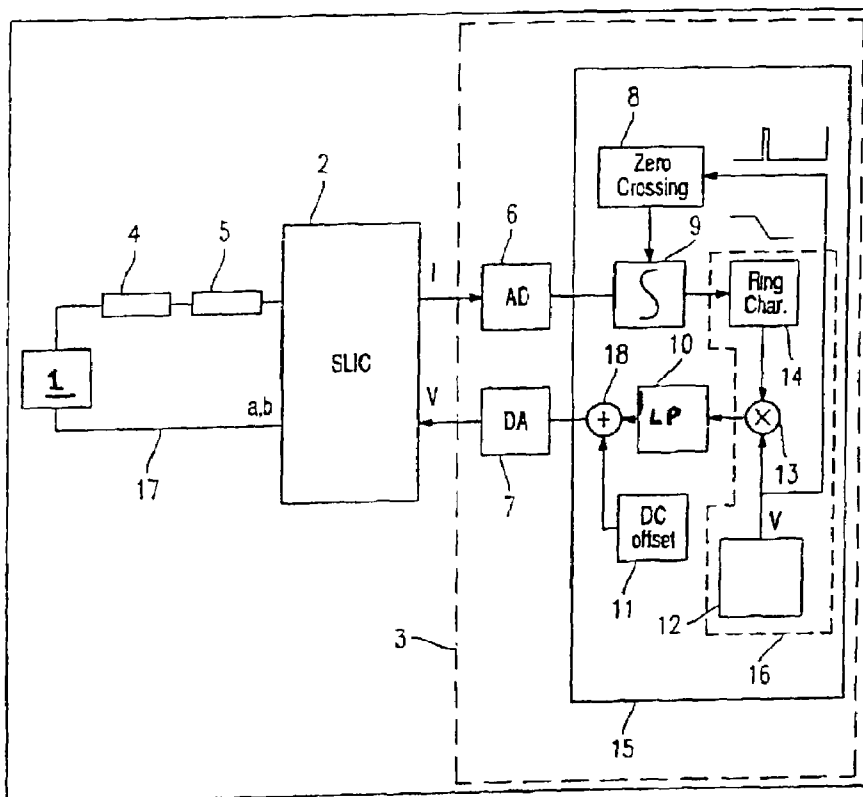 8
Zero
Crossing
2
6
9
4
5
I
AD
Ring
Char.
SLIC
10
14
18
1
V
DA
+
LP
×
a,b
13
17
7
DC
offset
V
11
12
3
16
15